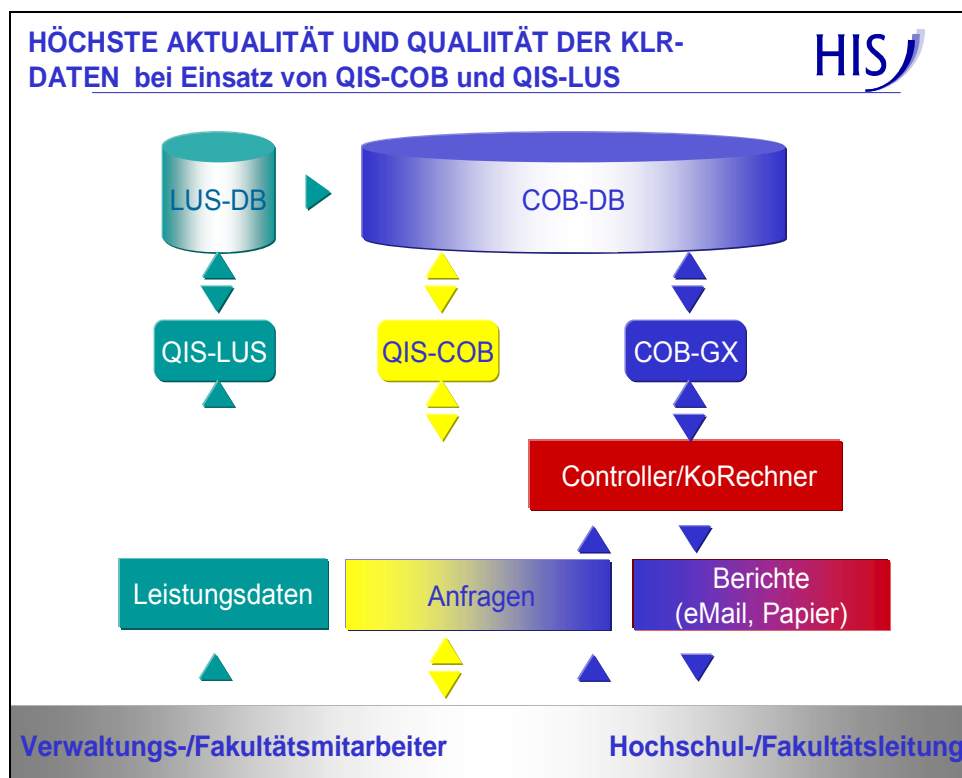 HÖCHSTE AKTUALITÄT UND QUALIITÄT DER KLR-
DATEN bei Einsatz von QIS-COB und QIS-LUS
HIS
LUS-DB
COB-DB
QIS-LUS
QIS-COB
COB-GX
Controller/KoRechner
Leistungsdaten
Anfragen
Berichte
(eMail, Papier)
Verwaltungs-/Fakultätsmitarbeiter
Hochschul-/Fakultätsleitung